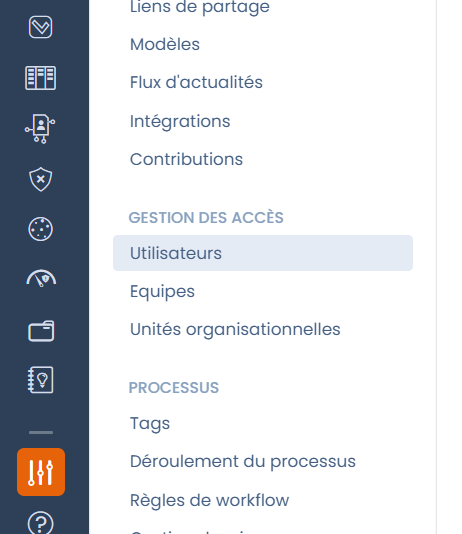 Liens de partage
Modèles
Flux d'actualités
Intégrations
Contributions
GESTION DES ACCÈS
Utilisateurs
Equipes
Unités organisationnelles
PROCESSUS
Tags
Déroulement du processus
Règles de workflow